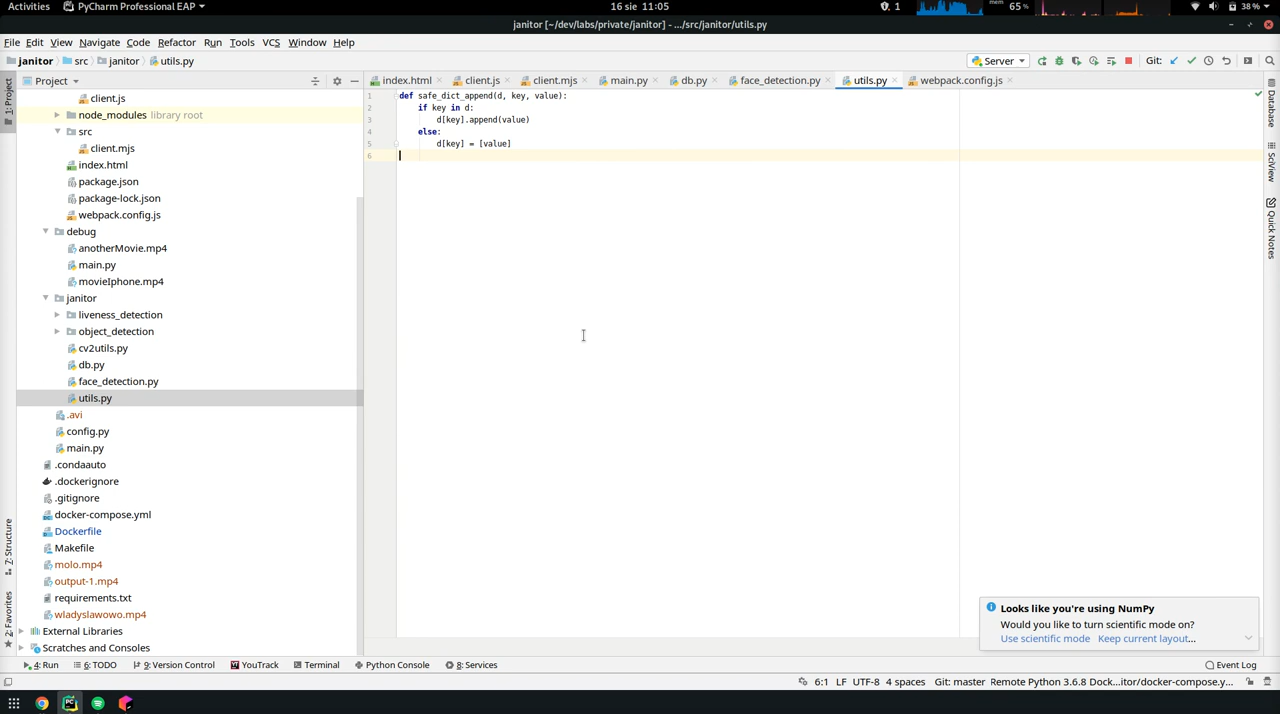 Activities PyCharm Professional EAP 16 sie 11:05 1 mem 65 % 38 %
janitor [~/dev/labs/private/janitor] - .../src/janitor/utils.py
File Edit View Navigate Code Refactor Run Tools VCS Window Help
janitor src janitor utils.py Server Git:
1: Project
Project
index.html client.js client.mjs main.py db.py face_detection.py utils.py webpack.config.js
Database
SciView
Quick Notes
client.js
node_modules library root
src
client.mjs
index.html
package.json
package-lock.json
webpack.config.js
debug
anotherMovie.mp4
main.py
movieIphone.mp4
janitor
liveness_detection
object_detection
cv2utils.py
db.py
face_detection.py
utils.py
.avi
config.py
main.py
.condaauto
.dockerignore
.gitignore
docker-compose.yml
Dockerfile
Makefile
molo.mp4
output-1.mp4
requirements.txt
wladyslawowo.mp4
External Libraries
Scratches and Consoles
Z: Structure
2: Favorites
1 def safe_dict_append(d, key, value):
2 if key in d:
3 d[key].append(value)
4 else:
5 d[key] = [value]
6
Looks like you're using NumPy
Would you like to turn scientific mode on?
Use scientific mode Keep current layout...
4: Run 6: TODO 9: Version Control YouTrack Terminal Python Console 8: Services Event Log
6:1 LF UTF-8 4 spaces Git: master Remote Python 3.6.8 Dock...itor/docker-compose.y...
PC